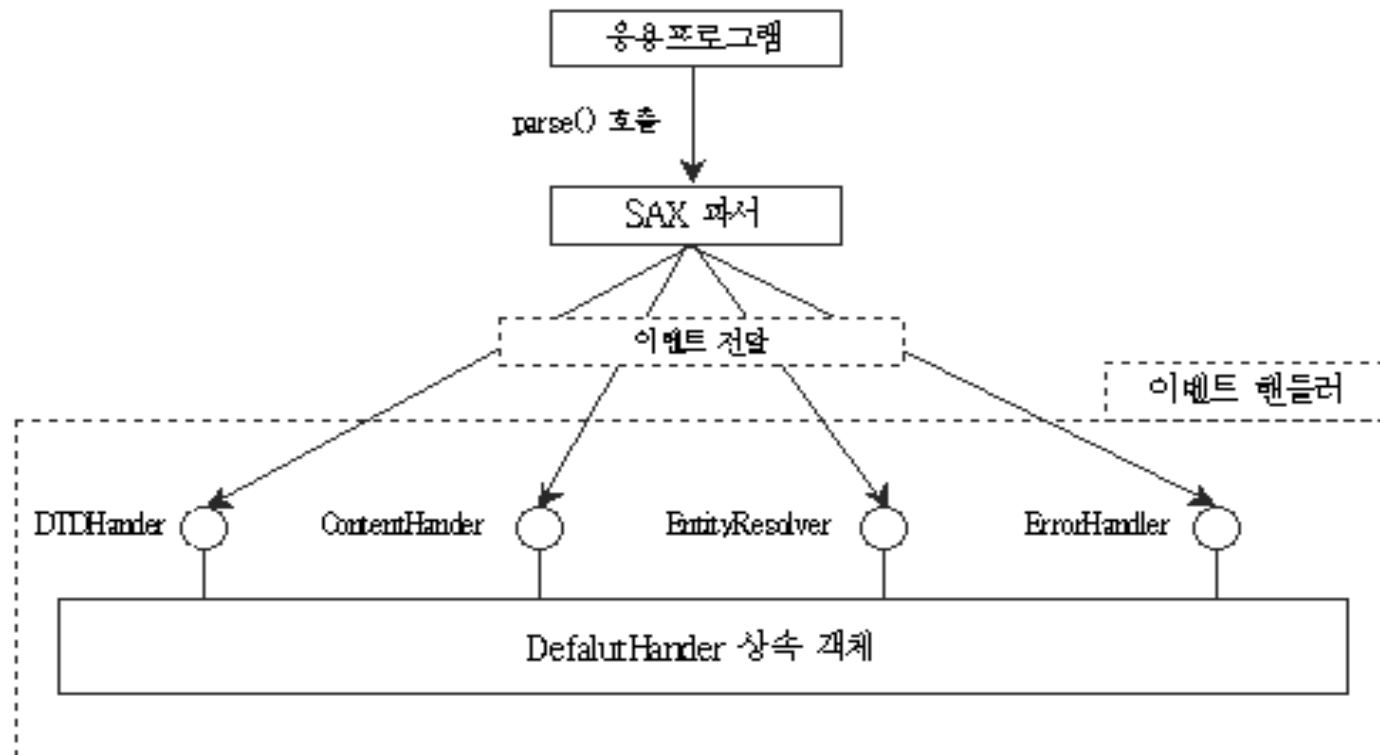 응용프로그램
parse() 호출
SAX 파서
이벤트 전달
이벤트 핸들러
DTDHander
ContentHander
EntityResolver
ErrorHandler
DefalutHander 상속 객체